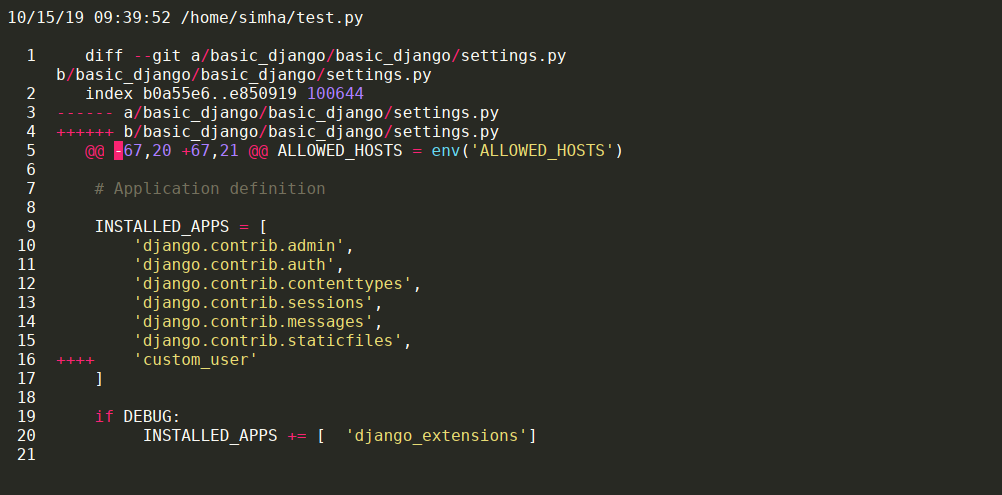 10/15/19 09:39:52 /home/simha/test.py
1 diff --git a/basic_django/basic_django/settings.py
b/basic_django/basic_django/settings.py
2 index b0a55e6..e850919 100644
3 ------ a/basic_django/basic_django/settings.py
4 ++++++ b/basic_django/basic_django/settings.py
5 @@ -67,20 +67,21 @@ ALLOWED_HOSTS = env('ALLOWED_HOSTS')
6
7 # Application definition
8
9 INSTALLED_APPS = [
10 'django.contrib.admin',
11 'django.contrib.auth',
12 'django.contrib.contenttypes',
13 'django.contrib.sessions',
14 'django.contrib.messages',
15 'django.contrib.staticfiles',
16 ++++ 'custom_user'
17 ]
18
19 if DEBUG:
20 INSTALLED_APPS += [  'django_extensions']
21